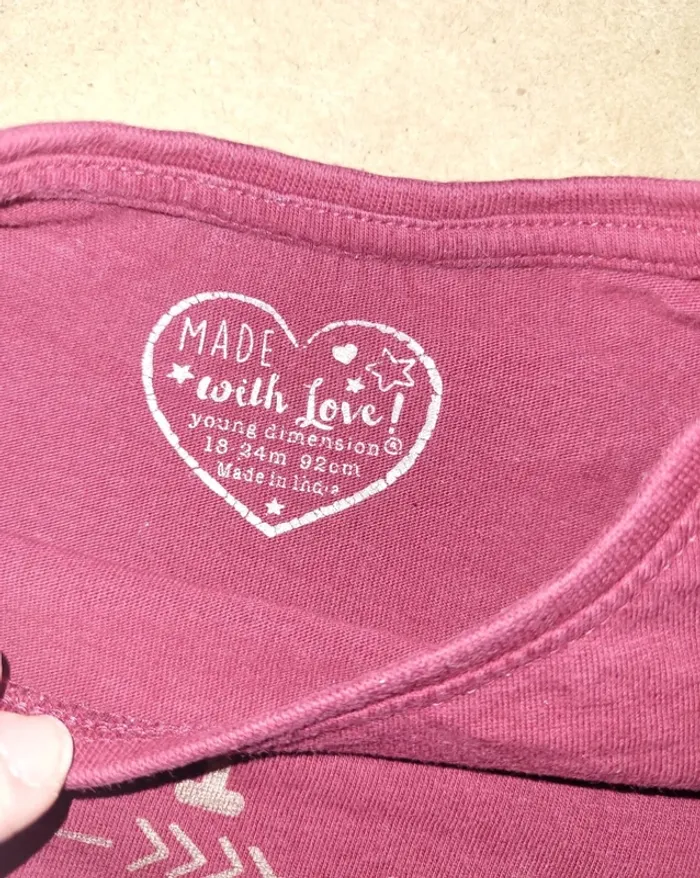 MADE
with Love!
young dimension®
18-24m 92cm
Made in India